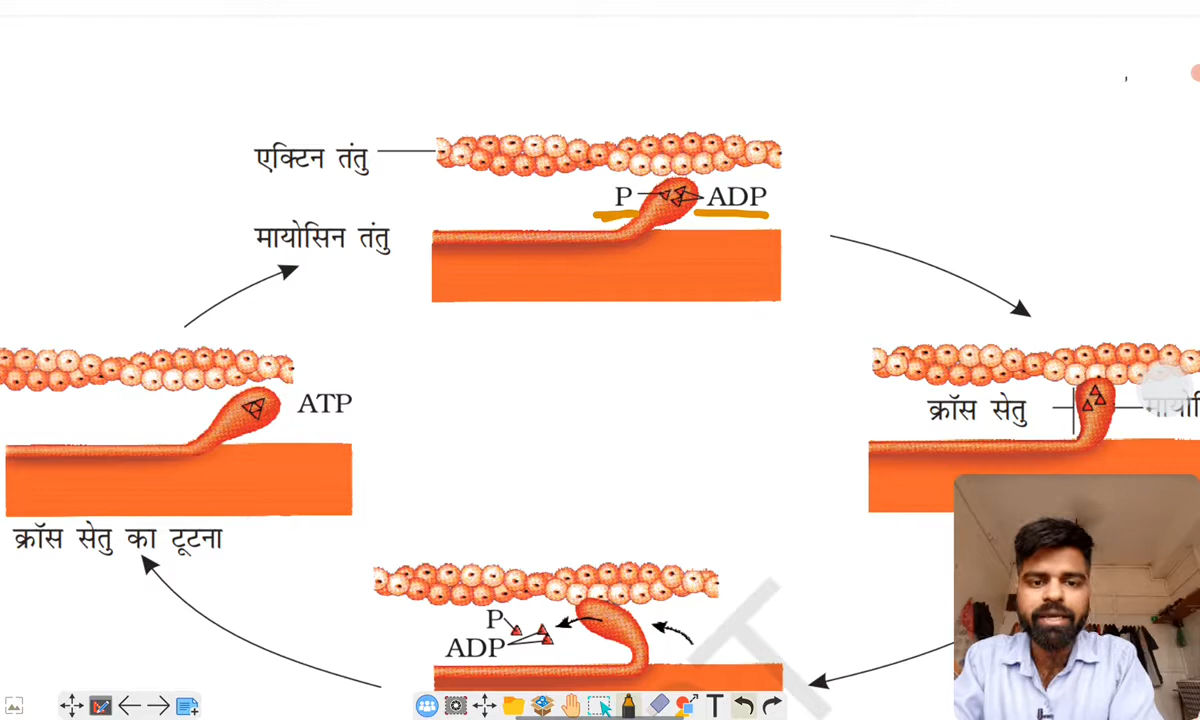 एक्टिन तंतु
P ADP
मायोसिन तंतु
ATP
क्रॉस सेतु
क्रॉस सेतु का टूटना
P
ADP
T